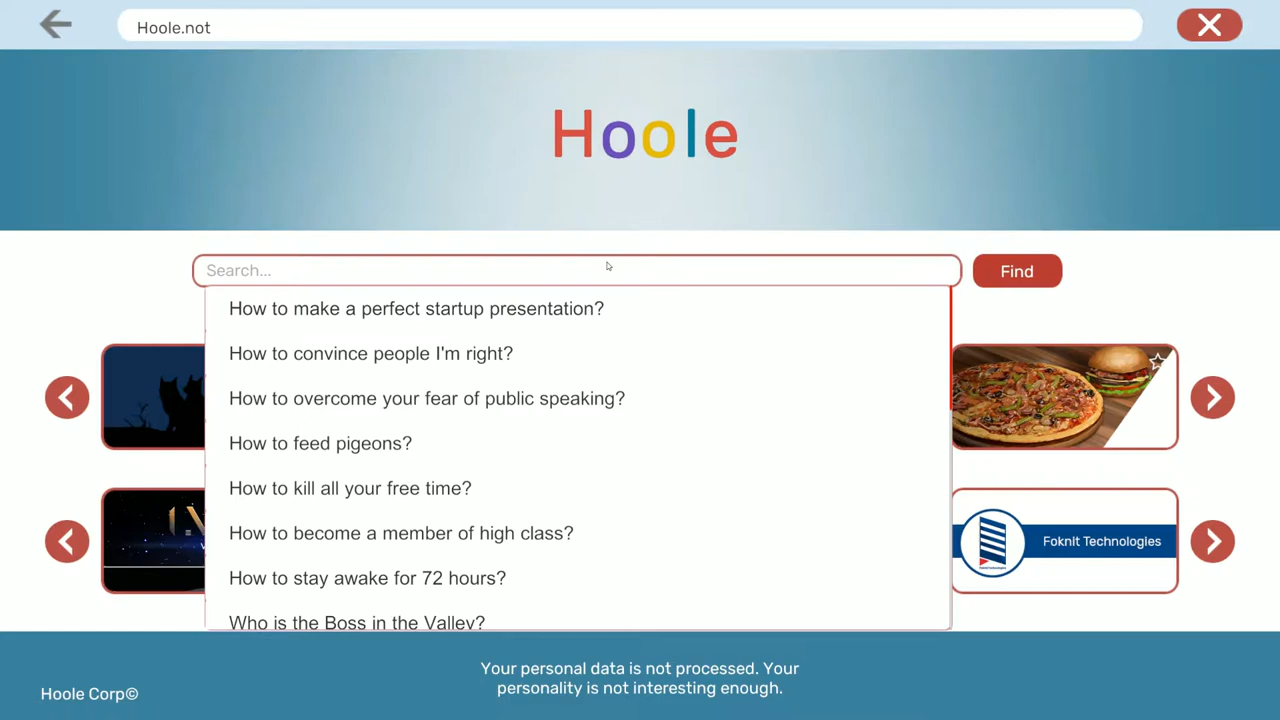 Hoole.not
Hoole
Search...
Find
How to make a perfect startup presentation?
How to convince people I'm right?
How to overcome your fear of public speaking?
How to feed pigeons?
How to kill all your free time?
How to become a member of high class?
How to stay awake for 72 hours?
Who is the Boss in the Valley?
Foknit Technologies
Your personal data is not processed. Your
personality is not interesting enough.
Hoole Corp©